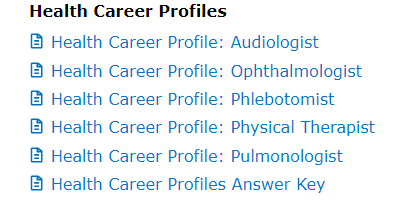 Health Career Profiles
Health Career Profile: Audiologist
Health Career Profile: Ophthalmologist
Health Career Profile: Phlebotomist
Health Career Profile: Physical Therapist
Health Career Profile: Pulmonologist
Health Career Profiles Answer Key